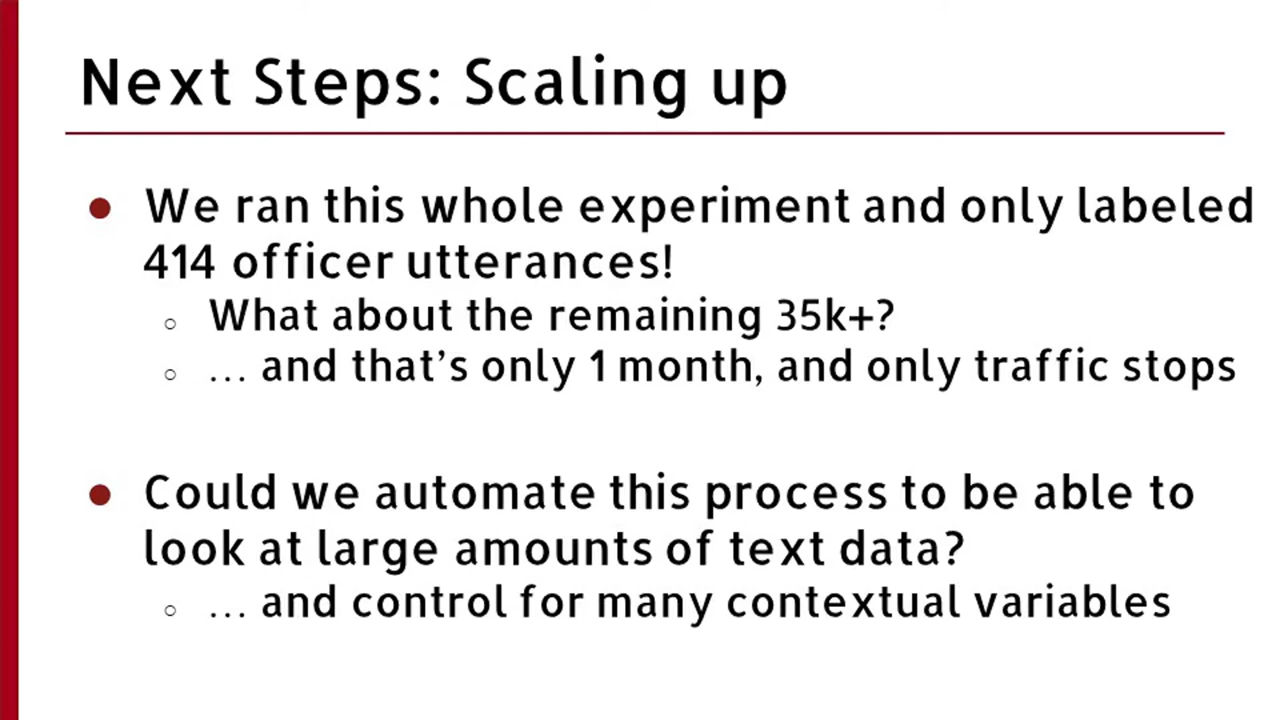 Next Steps: Scaling up
● We ran this whole experiment and only labeled
414 officer utterances!
○ What about the remaining 35k+?
○ … and that’s only 1 month, and only traffic stops
● Could we automate this process to be able to
look at large amounts of text data?
○ … and control for many contextual variables